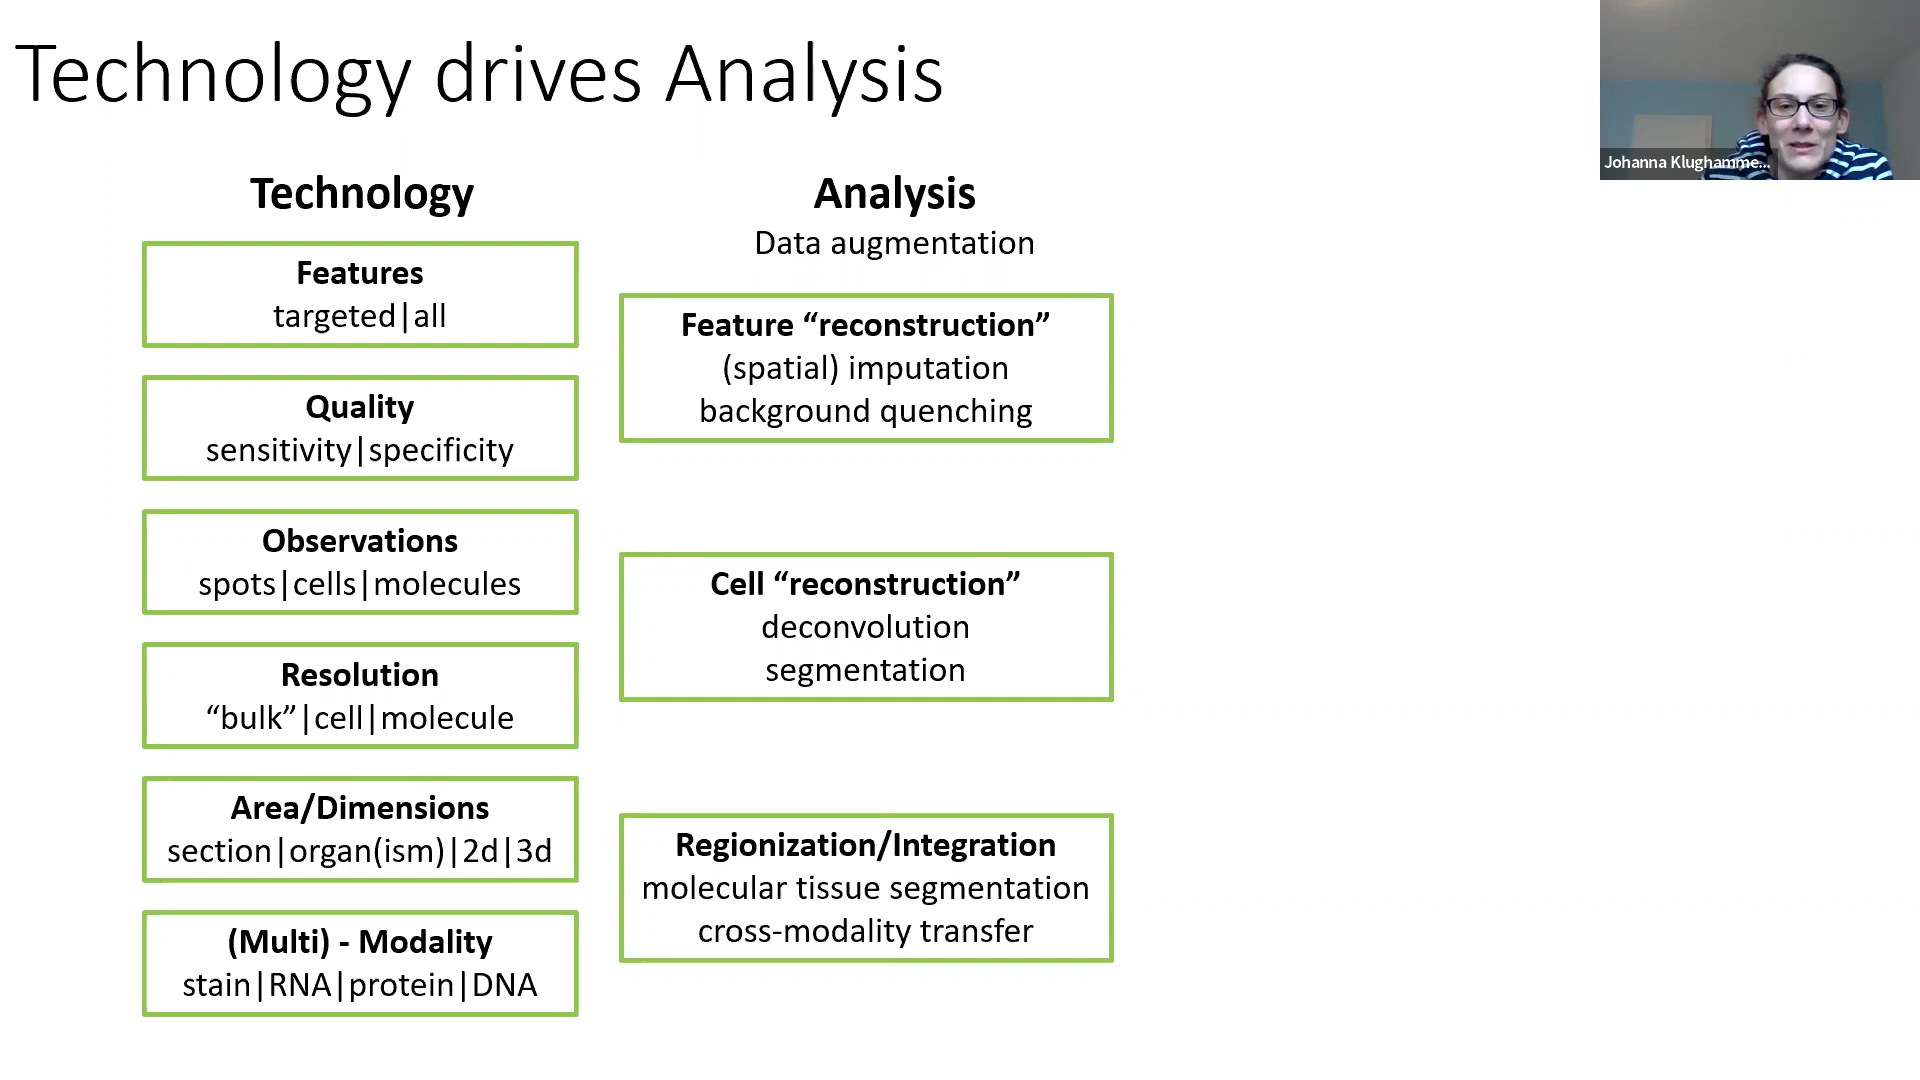 Technology drives Analysis
Johanna Klughamme...
Technology
Features
targeted|all
Quality
sensitivity|specificity
Observations
spots|cells|molecules
Resolution
“bulk”|cell|molecule
Area/Dimensions
section|organ(ism)|2d|3d
(Multi) - Modality
stain|RNA|protein|DNA
Analysis
Data augmentation
Feature “reconstruction”
(spatial) imputation
background quenching
Cell “reconstruction”
deconvolution
segmentation
Regionization/Integration
molecular tissue segmentation
cross-modality transfer